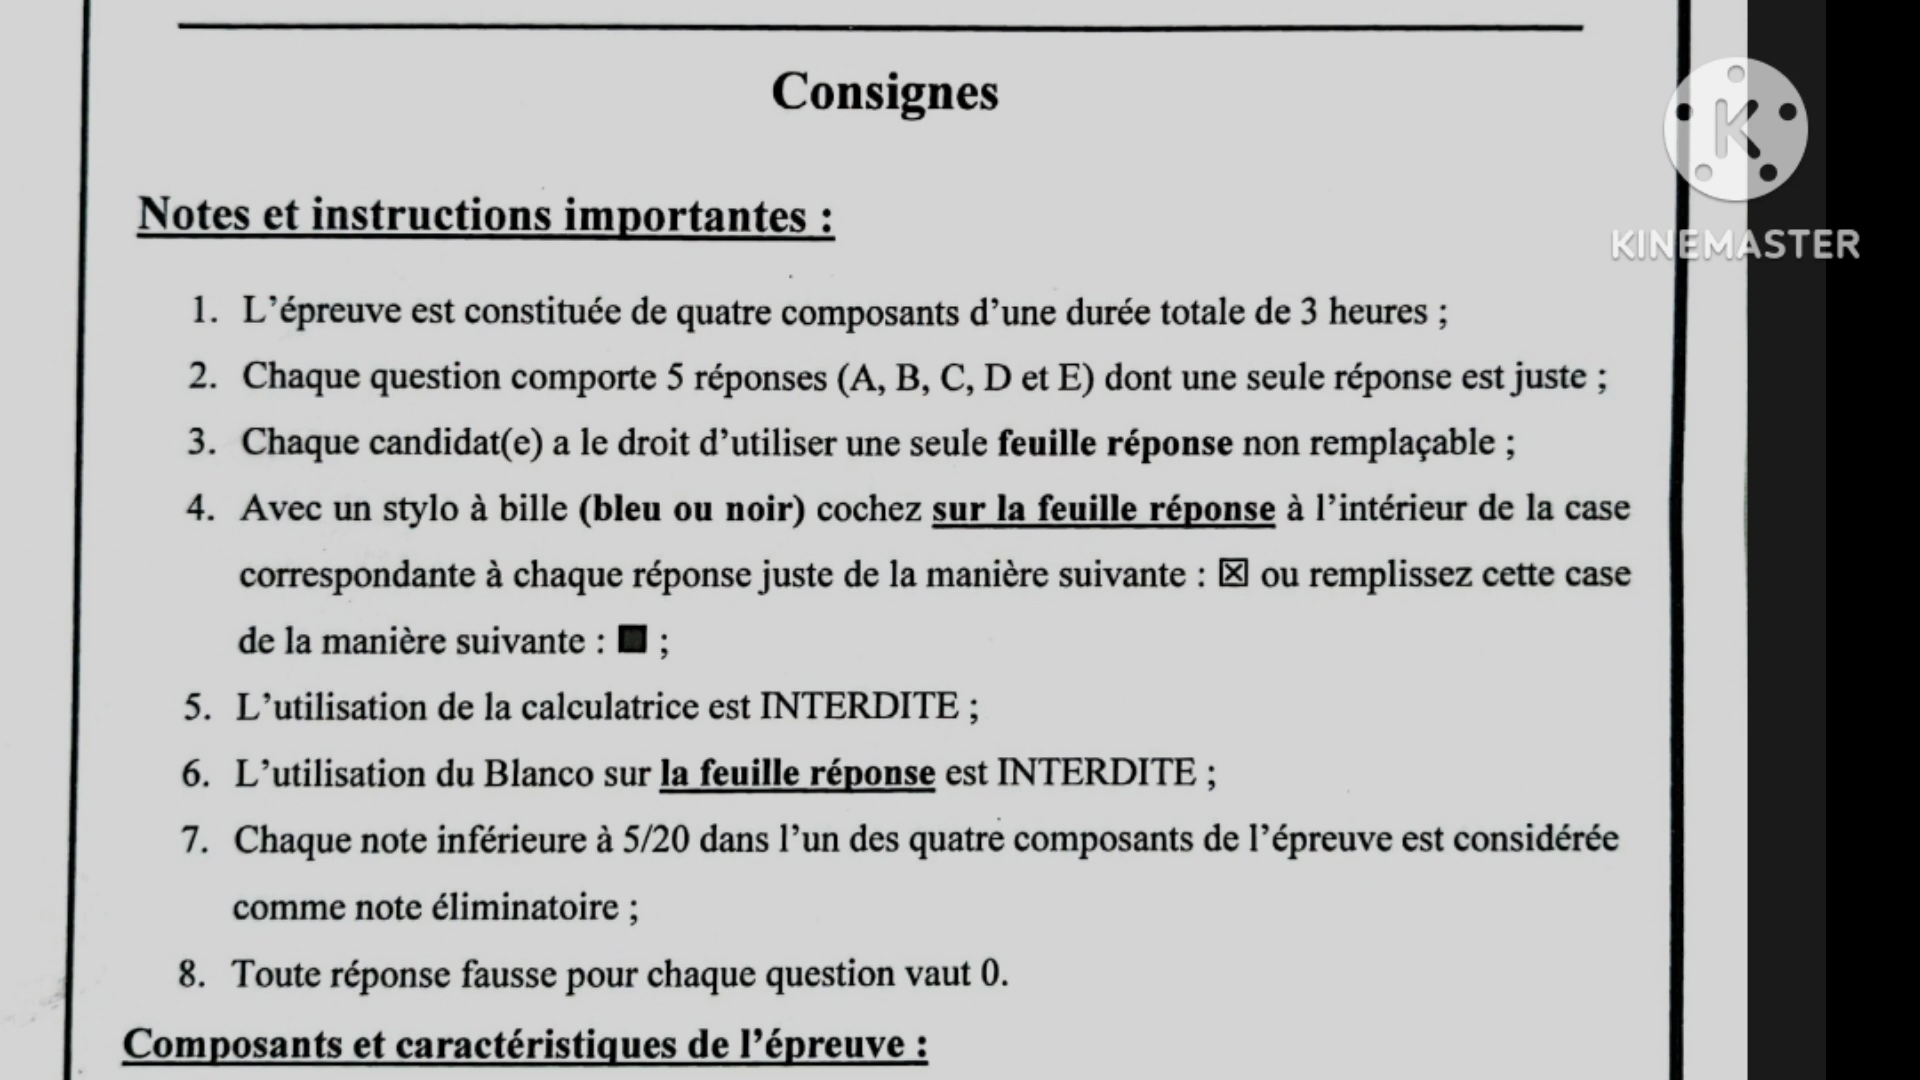 Consignes
Notes et instructions importantes :
1. L'épreuve est constituée de quatre composants d'une durée totale de 3 heures ;
2. Chaque question comporte 5 réponses (A, B, C, D et E) dont une seule réponse est juste ;
3. Chaque candidat(e) a le droit d'utiliser une seule feuille réponse non remplaçable ;
4. Avec un stylo à bille (bleu ou noir) cochez sur la feuille réponse à l'intérieur de la case
correspondante à chaque réponse juste de la manière suivante : ☒ ou remplissez cette case
de la manière suivante : ■ ;
5. L'utilisation de la calculatrice est INTERDITE ;
6. L'utilisation du Blanco sur la feuille réponse est INTERDITE ;
7. Chaque note inférieure à 5/20 dans l'un des quatre composants de l'épreuve est considérée
comme note éliminatoire ;
8. Toute réponse fausse pour chaque question vaut 0.
Composants et caractéristiques de l'épreuve :
K
KINEMASTER